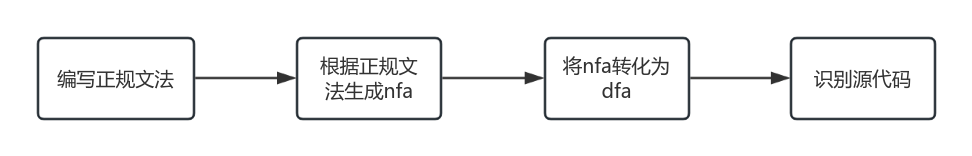 编写正规文法
根据正规文
法生成nfa
将nfa转化为
dfa
识别源代码